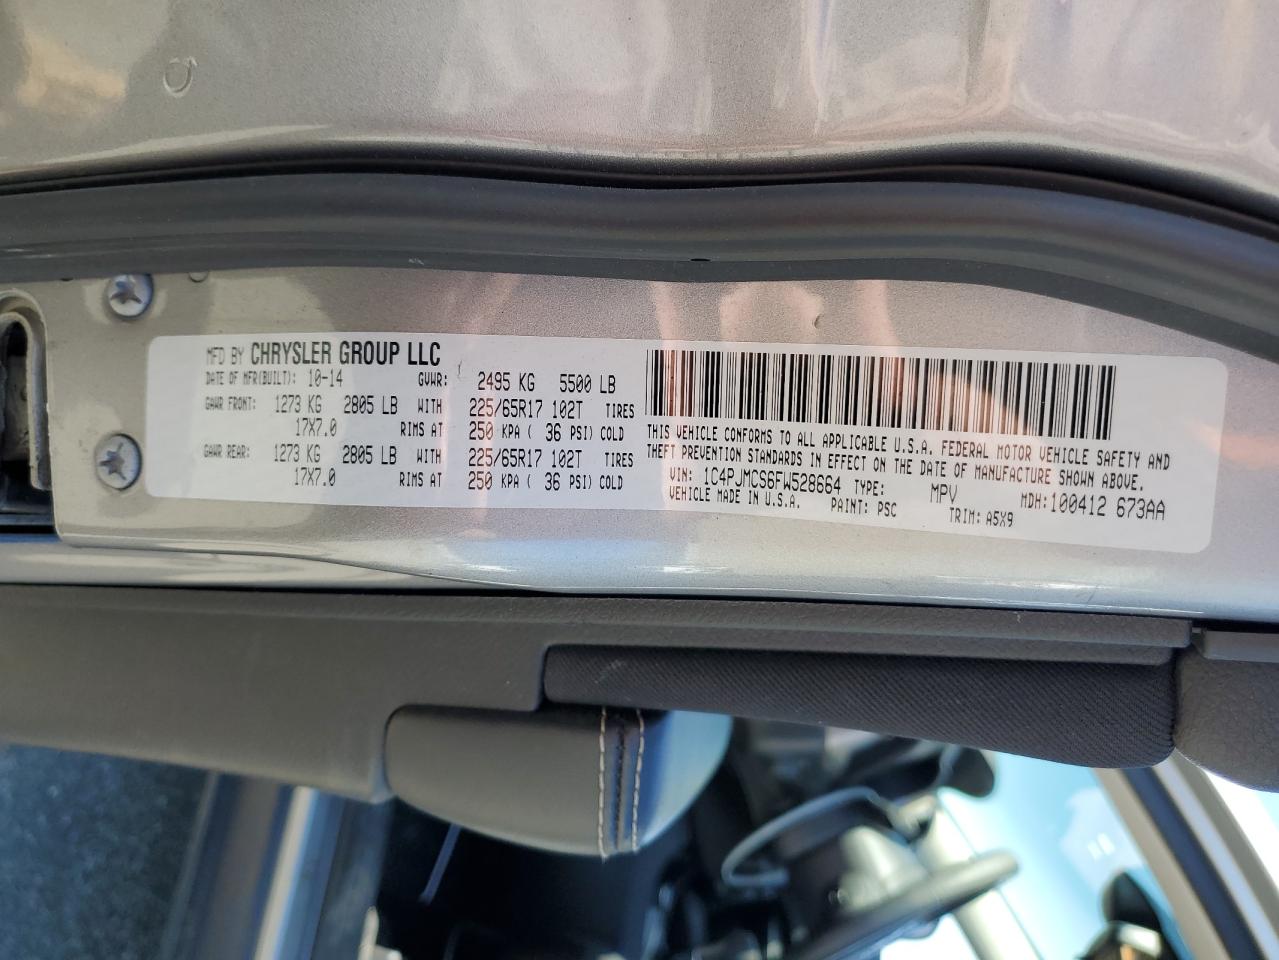 MFD BY CHRYSLER GROUP LLC
DATE OF MFR(BUILT): 10-14 GVWR: 2495 KG 5500 LB
GAWR FRONT: 1273 KG 2805 LB WITH 225/65R17 102T TIRES
17X7.0 RIMS AT 250 KPA ( 36 PSI) COLD
GAWR REAR: 1273 KG 2805 LB WITH 225/65R17 102T TIRES
17X7.0 RIMS AT 250 KPA ( 36 PSI) COLD
THIS VEHICLE CONFORMS TO ALL APPLICABLE U.S.A. FEDERAL MOTOR VEHICLE SAFETY AND
THEFT PREVENTION STANDARDS IN EFFECT ON THE DATE OF MANUFACTURE SHOWN ABOVE.
VIN: 1C4PJMCS6FW528664 TYPE: MPV MDH: 100412 673AA
VEHICLE MADE IN U.S.A. PAINT: PSC TRIM: A5X9